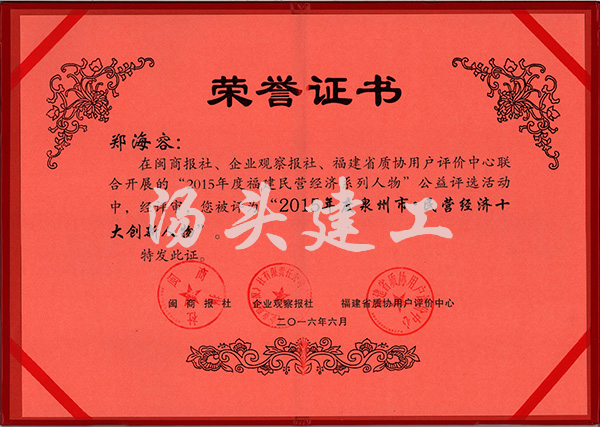 荣誉证书
郑海容：
在闽商报社、企业观察报社、福建省质协用户评价中心联
合开展的“2015年度福建民营经济系列人物”公益评选活动
中，经评审，您被评为“2015年度泉州市·民营经济十
大创新人物”。
特发此证。
汤头建工
闽商报社 企业观察报社 福建省质协用户评价中心
二〇一六年六月